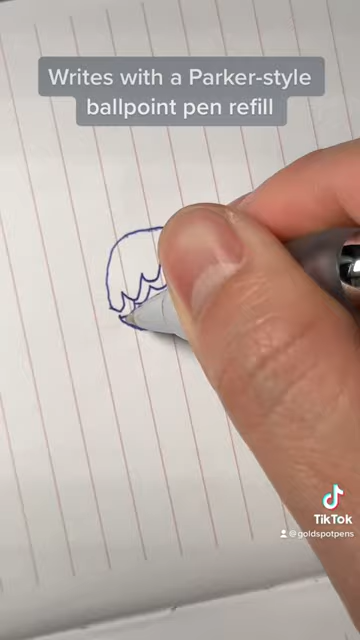 Writes with a Parker-style
ballpoint pen refill
TikTok
@goldspotpens